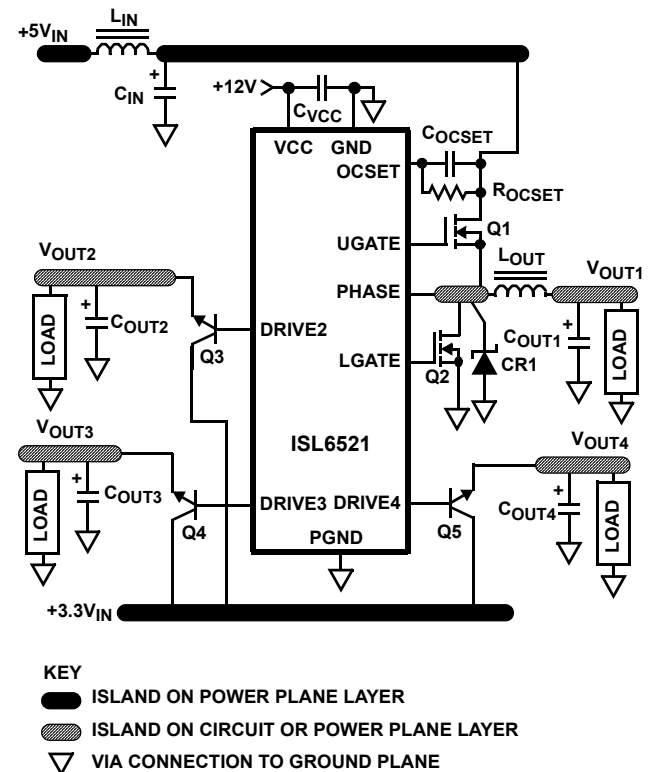 LIN
+5VIN
+
CIN
+12V
CVCC
VCC GND
COCSET
OCSET
ROCSET
Q1
UGATE
LOUT
VOUT2
VOUT1
PHASE
+
COUT2
LOAD
DRIVE2
Q3
LGATE
Q2
CR1
COUT1
+
LOAD
ISL6521
VOUT3
VOUT4
+
COUT3
LOAD
Q4
DRIVE3 DRIVE4
Q5
COUT4
+
LOAD
PGND
+3.3VIN
KEY
ISLAND ON POWER PLANE LAYER
ISLAND ON CIRCUIT OR POWER PLANE LAYER
VIA CONNECTION TO GROUND PLANE